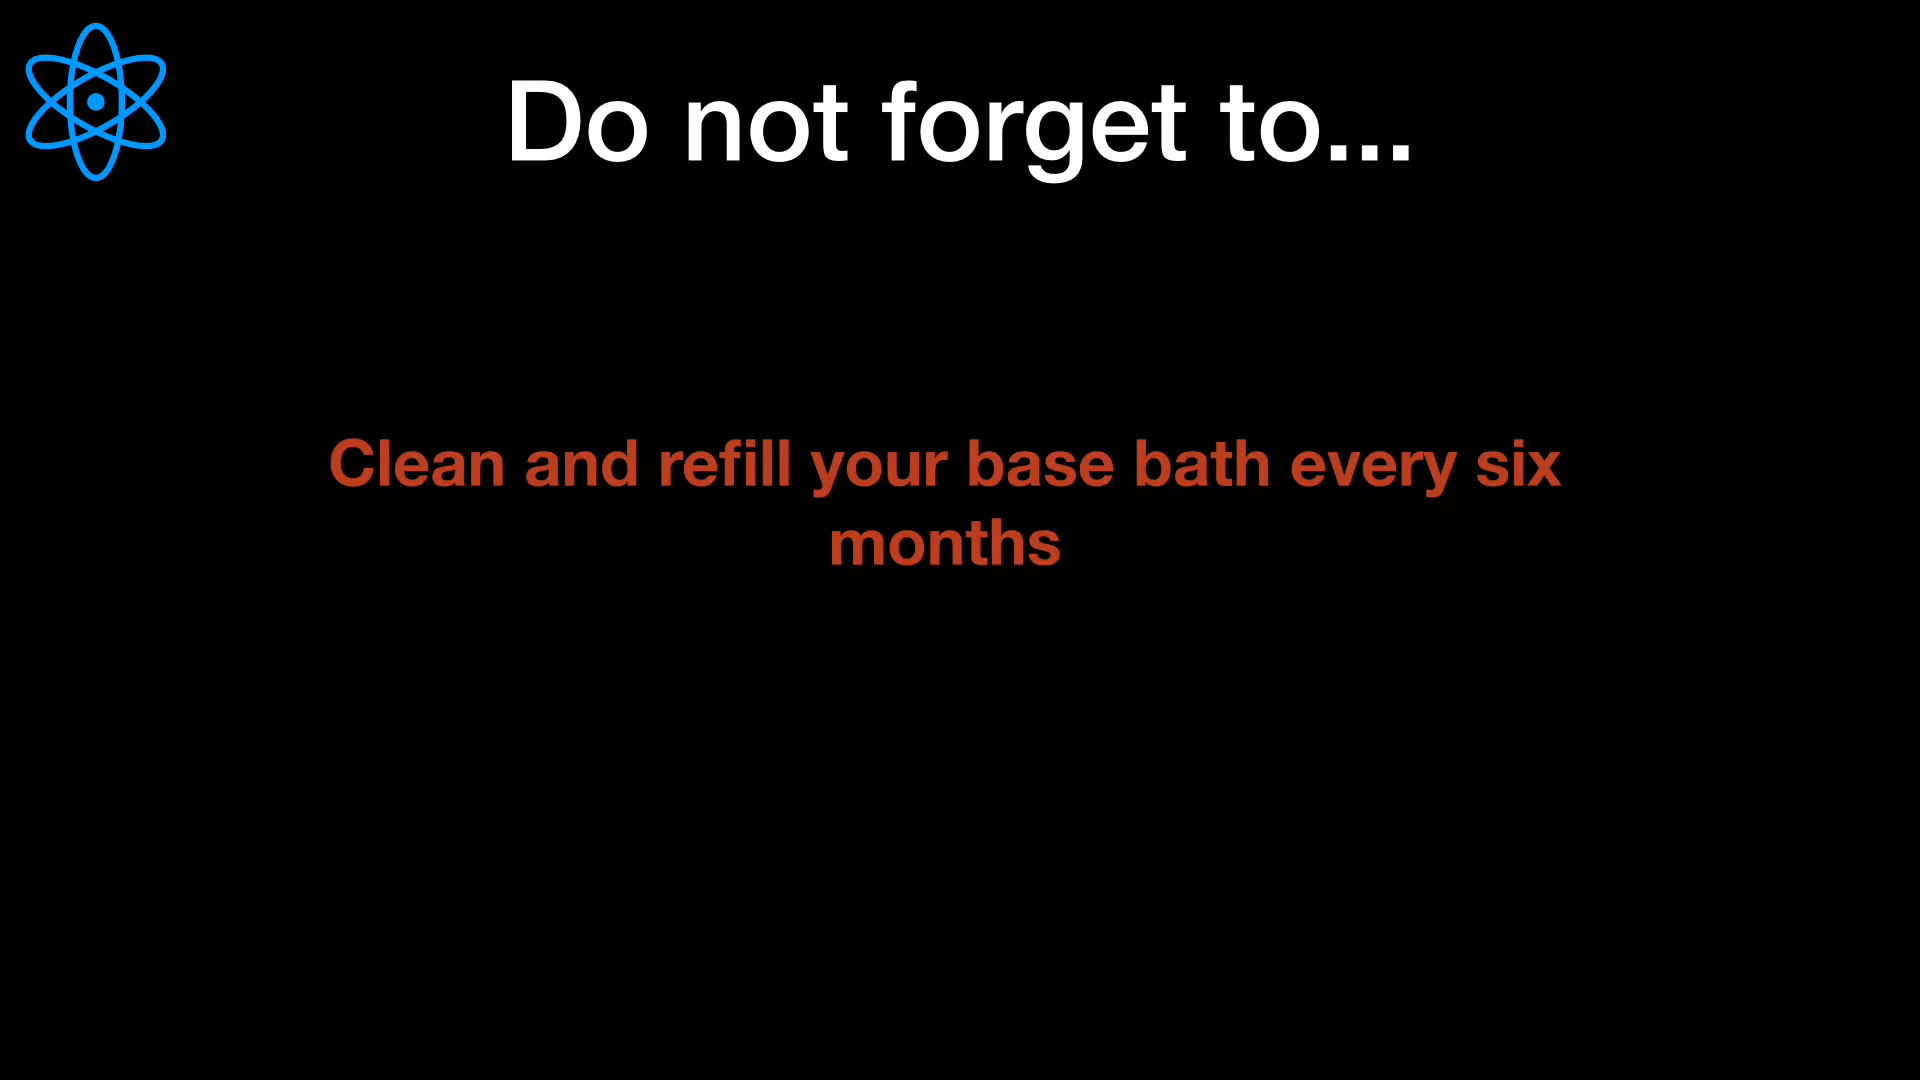 Do not forget to...
Clean and refill your base bath every six
months